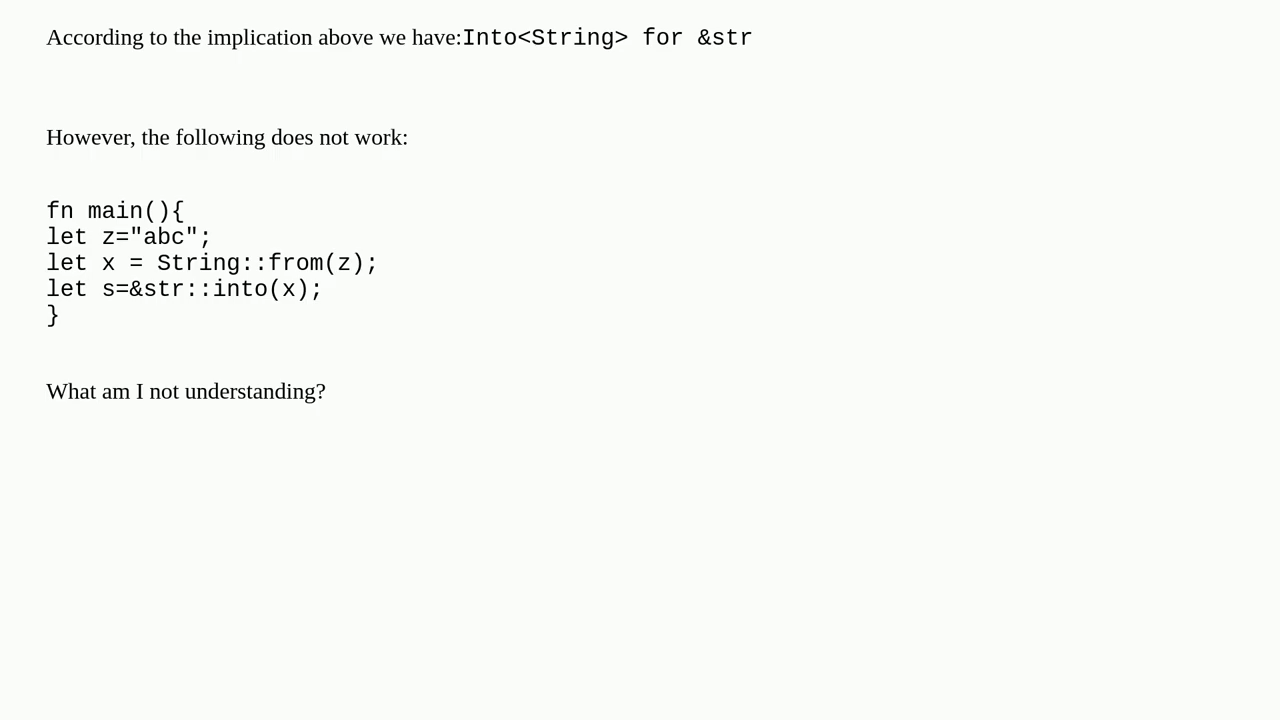 According to the implication above we have:Into<String> for &str
However, the following does not work:
fn main(){
let z="abc";
let x = String::from(z);
let s=&str::into(x);
}
What am I not understanding?